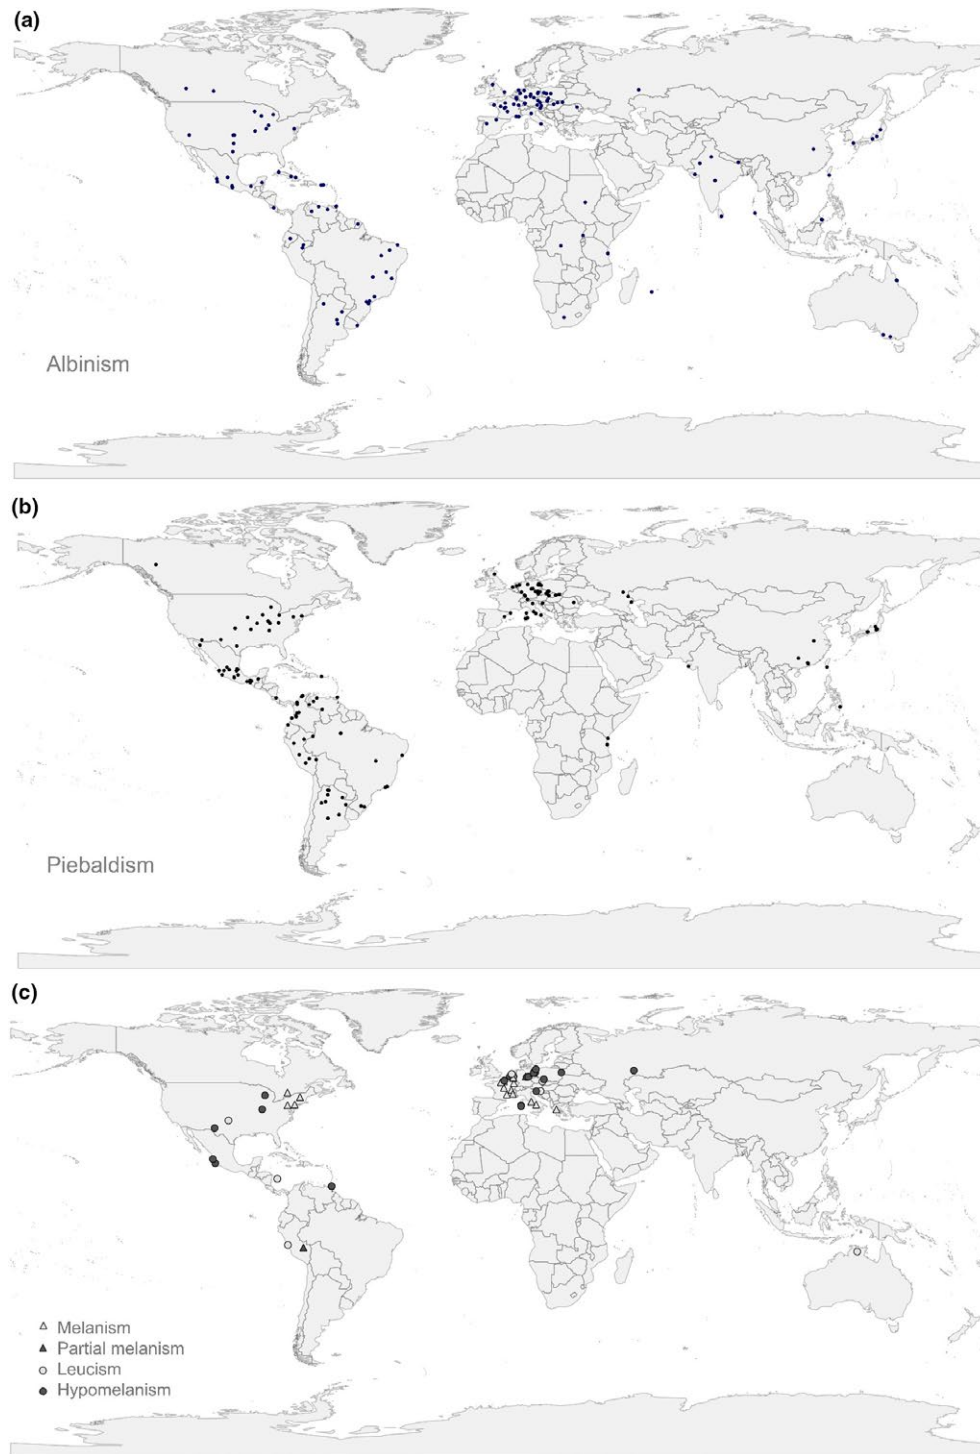 (a)
Albinism
(b)
Piebaldism
(c)
Melanism
Partial melanism
Leucism
Hypomelanism